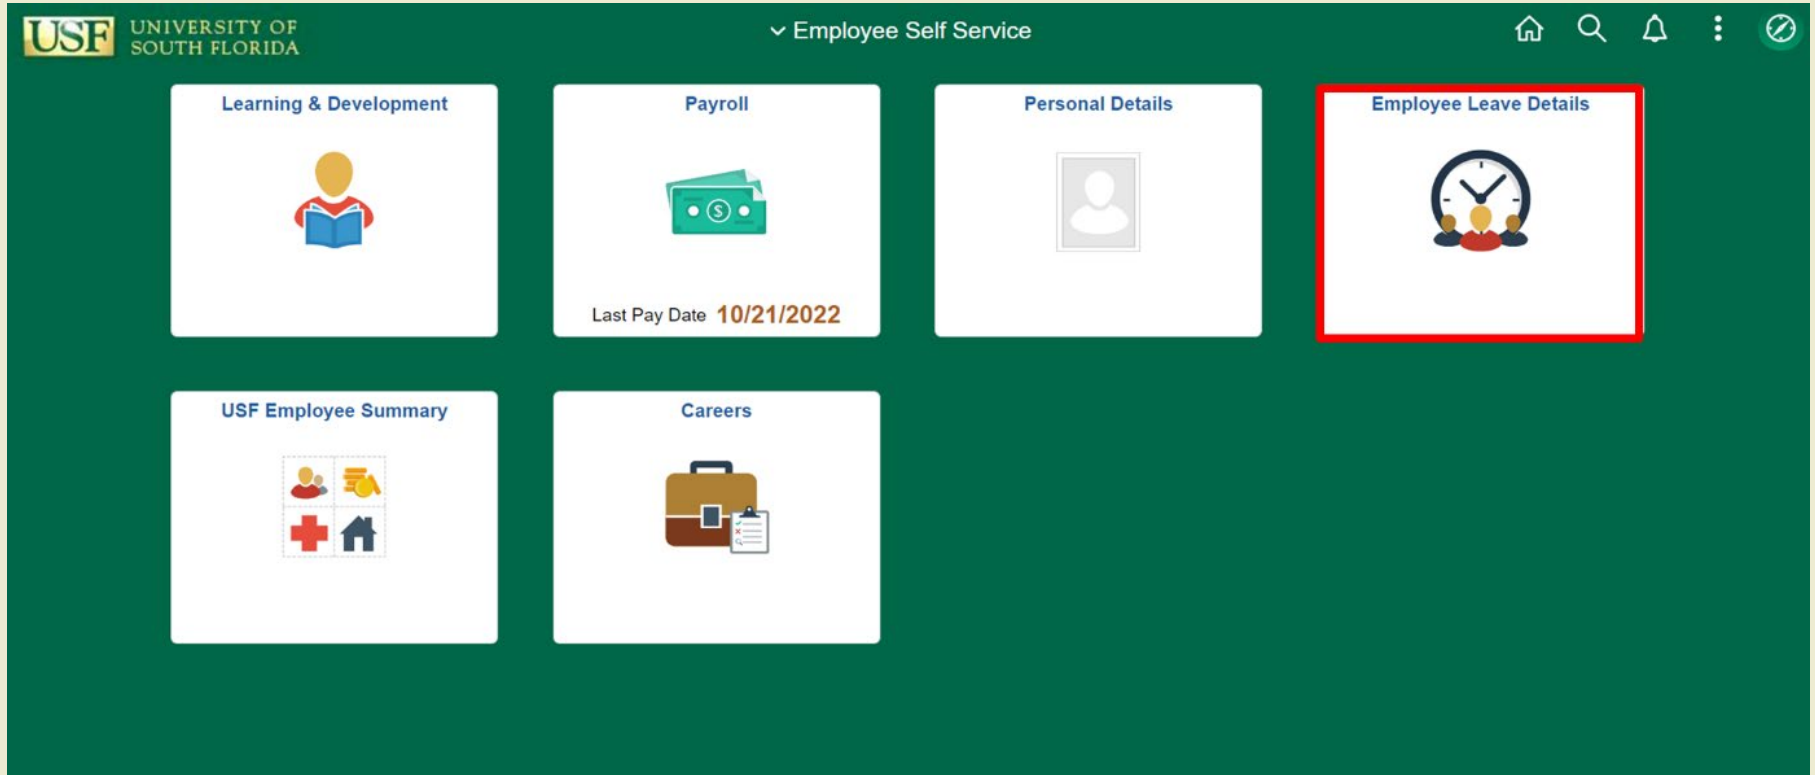 USF UNIVERSITY OF
SOUTH FLORIDA
Employee Self Service
Learning & Development
Payroll
Personal Details
Employee Leave Details
$
Last Pay Date 10/21/2022
USF Employee Summary
Careers